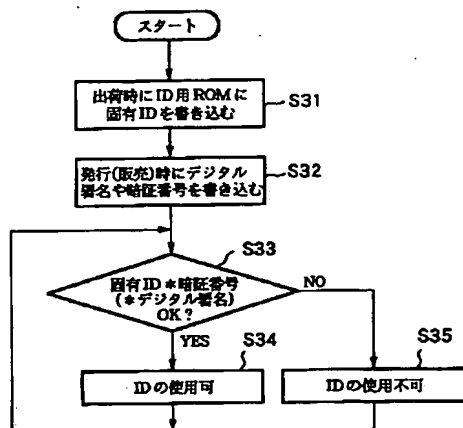 スタート
出荷時にID用ROMに
固有IDを書き込む
S31
発行(販売)時にデジタル
署名や暗証番号を書き込む
S32
S33
固有ID*暗証番号
(*デジタル署名)
OK?
NO
YES
S34
S35
IDの使用可
IDの使用不可